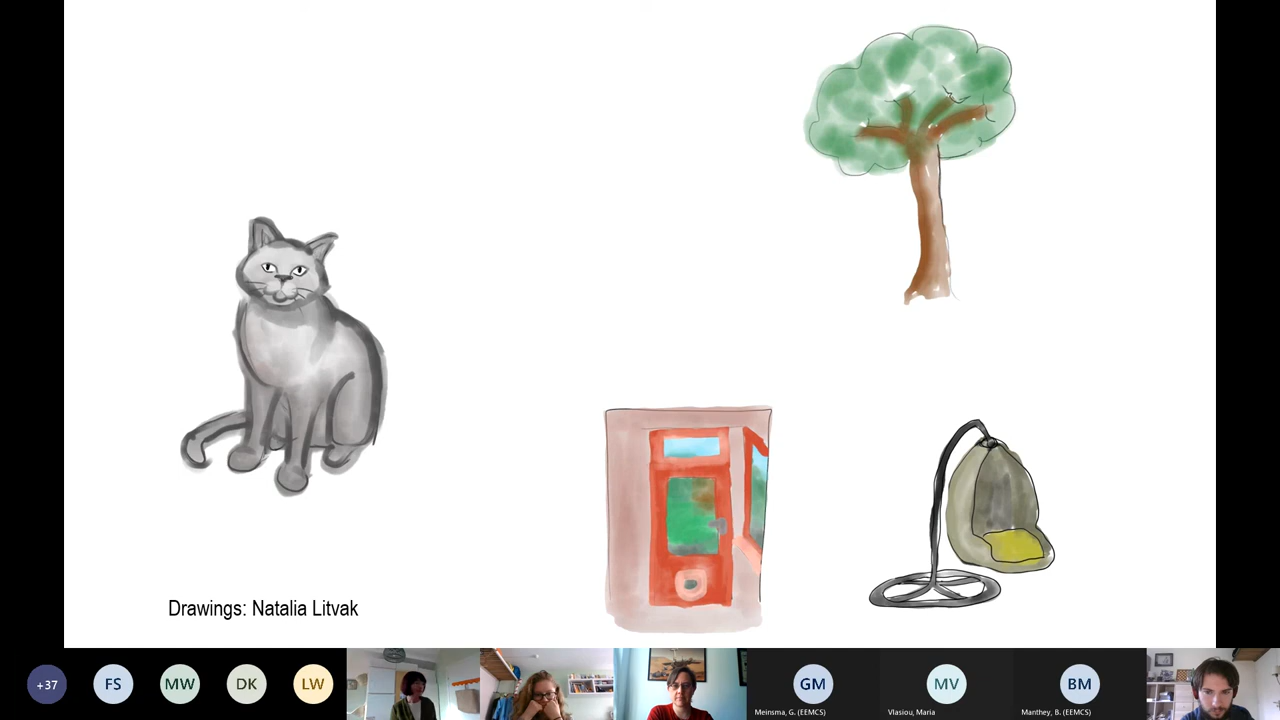 Drawings: Natalia Litvak
+37
FS
MW
DK
LW
GM
MV
BM
Meinsma, G. (EEMCS)
Vlasiou, Maria
Manthey, B. (EEMCS)